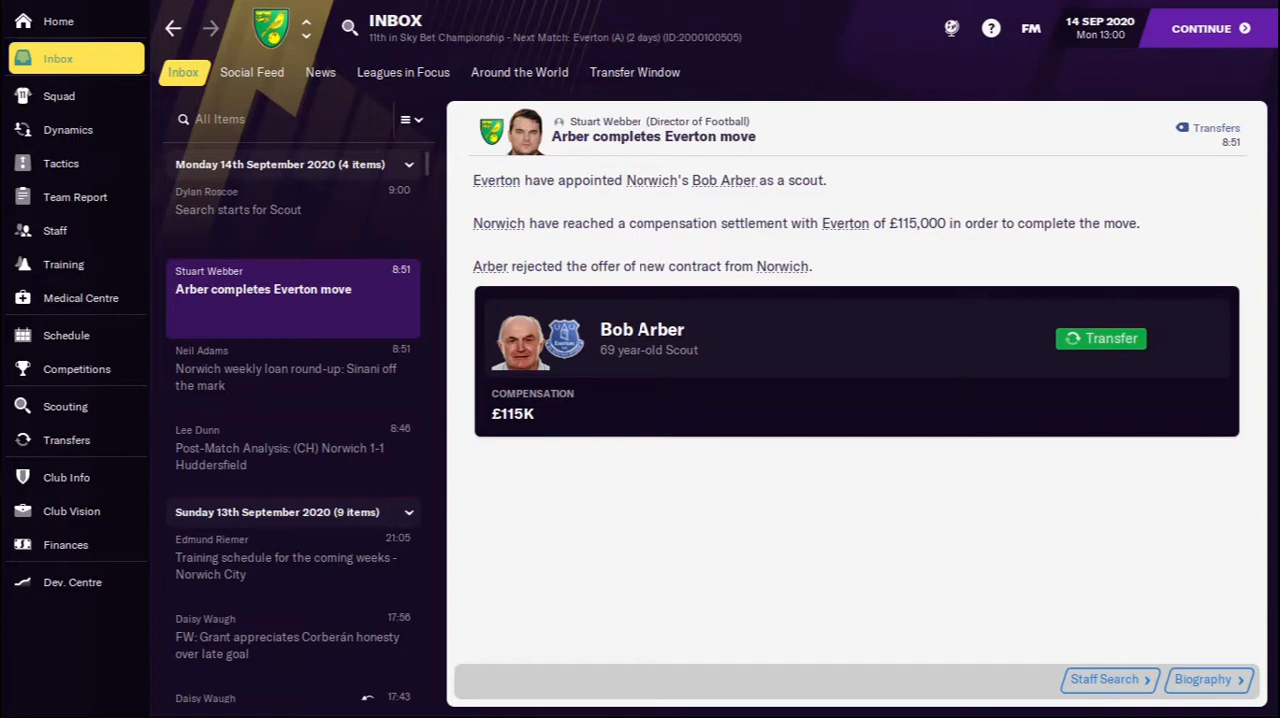 Home
Inbox
Squad
Dynamics
Tactics
Team Report
Staff
Training
Medical Centre
Schedule
Competitions
Scouting
Transfers
Club Info
Club Vision
Finances
Dev. Centre
INBOX
11th in Sky Bet Championship - Next Match: Everton (A) (2 days) (ID:2000100505)
FM
14 SEP 2020
Mon 13:00
CONTINUE
Inbox Social Feed News Leagues in Focus Around the World Transfer Window
All Items
Monday 14th September 2020 (4 items)
Dylan Roscoe 9:00
Search starts for Scout
Stuart Webber 8:51
Arber completes Everton move
Neil Adams 8:51
Norwich weekly loan round-up: Sinani off
the mark
Lee Dunn 8:46
Post-Match Analysis: (CH) Norwich 1-1
Huddersfield
Sunday 13th September 2020 (9 items)
Edmund Riemer 21:05
Training schedule for the coming weeks -
Norwich City
Daisy Waugh 17:56
FW: Grant appreciates Corberán honesty
over late goal
Daisy Waugh 17:43
Stuart Webber (Director of Football)
Arber completes Everton move
Transfers
8:51
Everton have appointed Norwich's Bob Arber as a scout.
Norwich have reached a compensation settlement with Everton of £115,000 in order to complete the move.
Arber rejected the offer of new contract from Norwich.
Bob Arber
69 year-old Scout
Transfer
COMPENSATION
£115K
Staff Search
Biography